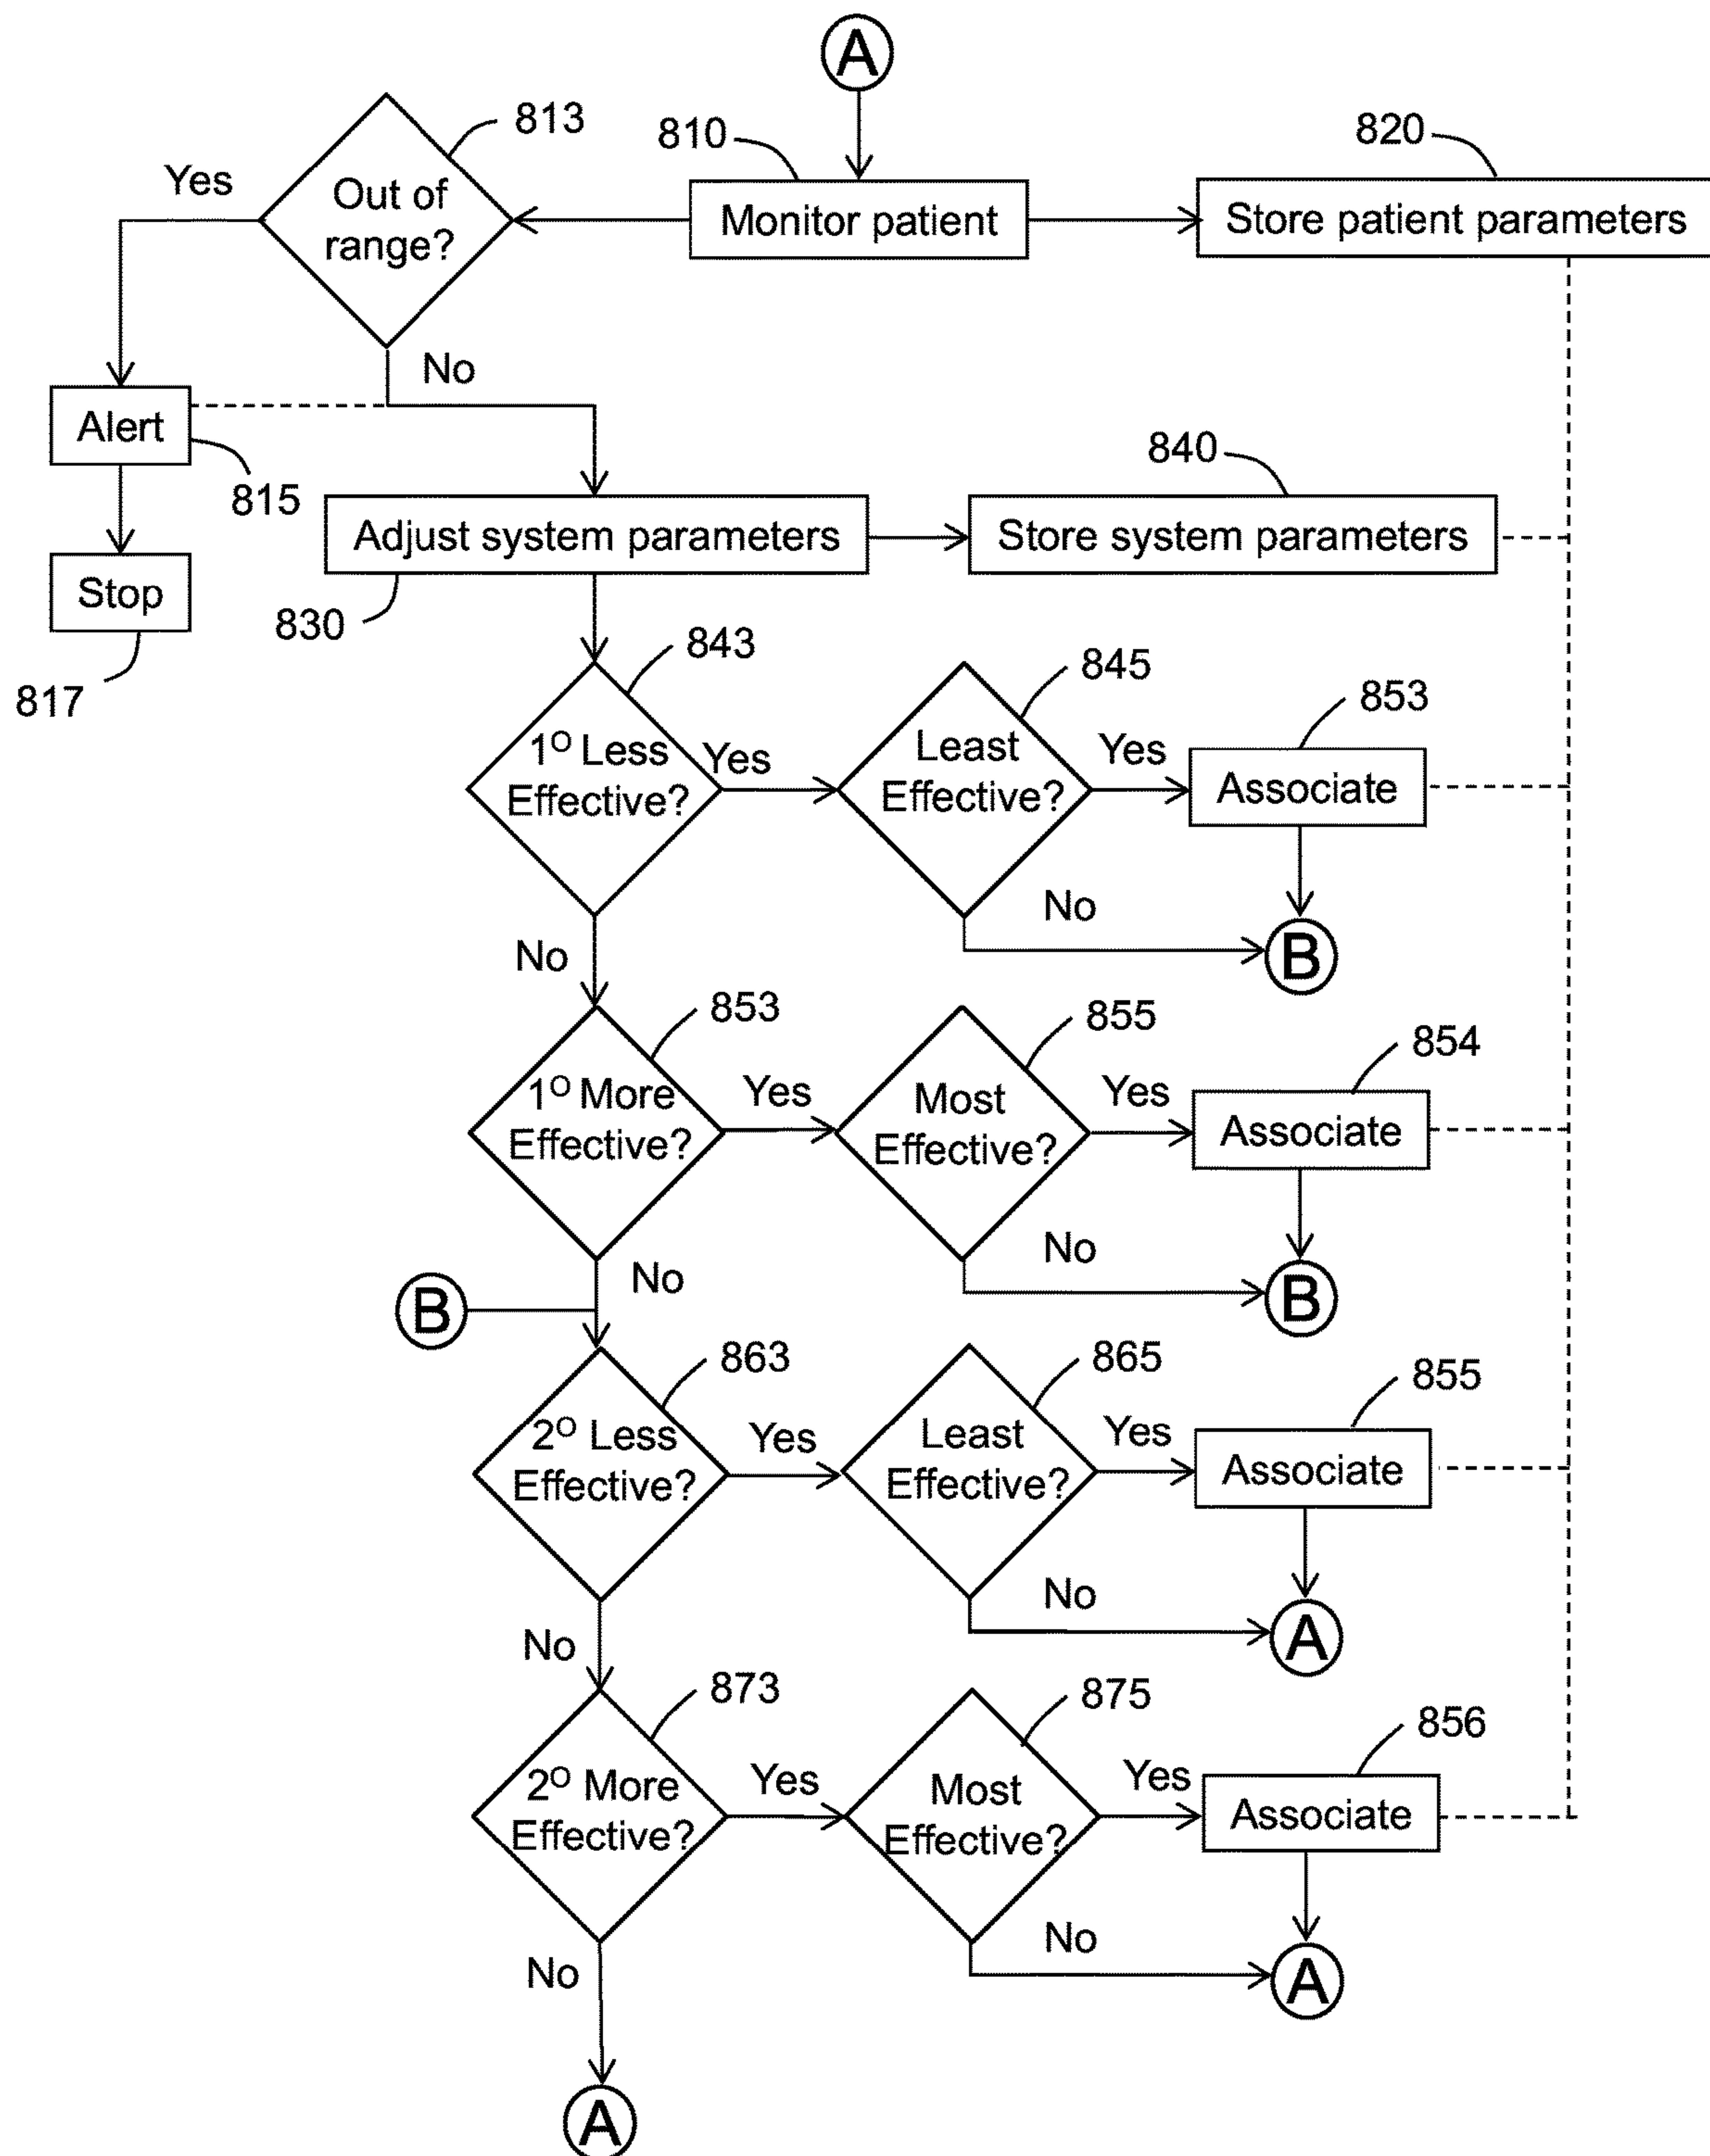 A
813
810
820
Yes
Out of
range?
Monitor patient
Store patient parameters
No
Alert
815
840
Adjust system parameters
Store system parameters
Stop
830
817
843
845
853
1O Less
Effective?
Yes
Least
Effective?
Yes
Associate
No
No
B
853
855
854
1O More
Effective?
Yes
Most
Effective?
Yes
Associate
No
No
B
B
863
865
855
2O Less
Effective?
Yes
Least
Effective?
Yes
Associate
No
No
A
873
875
856
2O More
Effective?
Yes
Most
Effective?
Yes
Associate
No
No
A
A